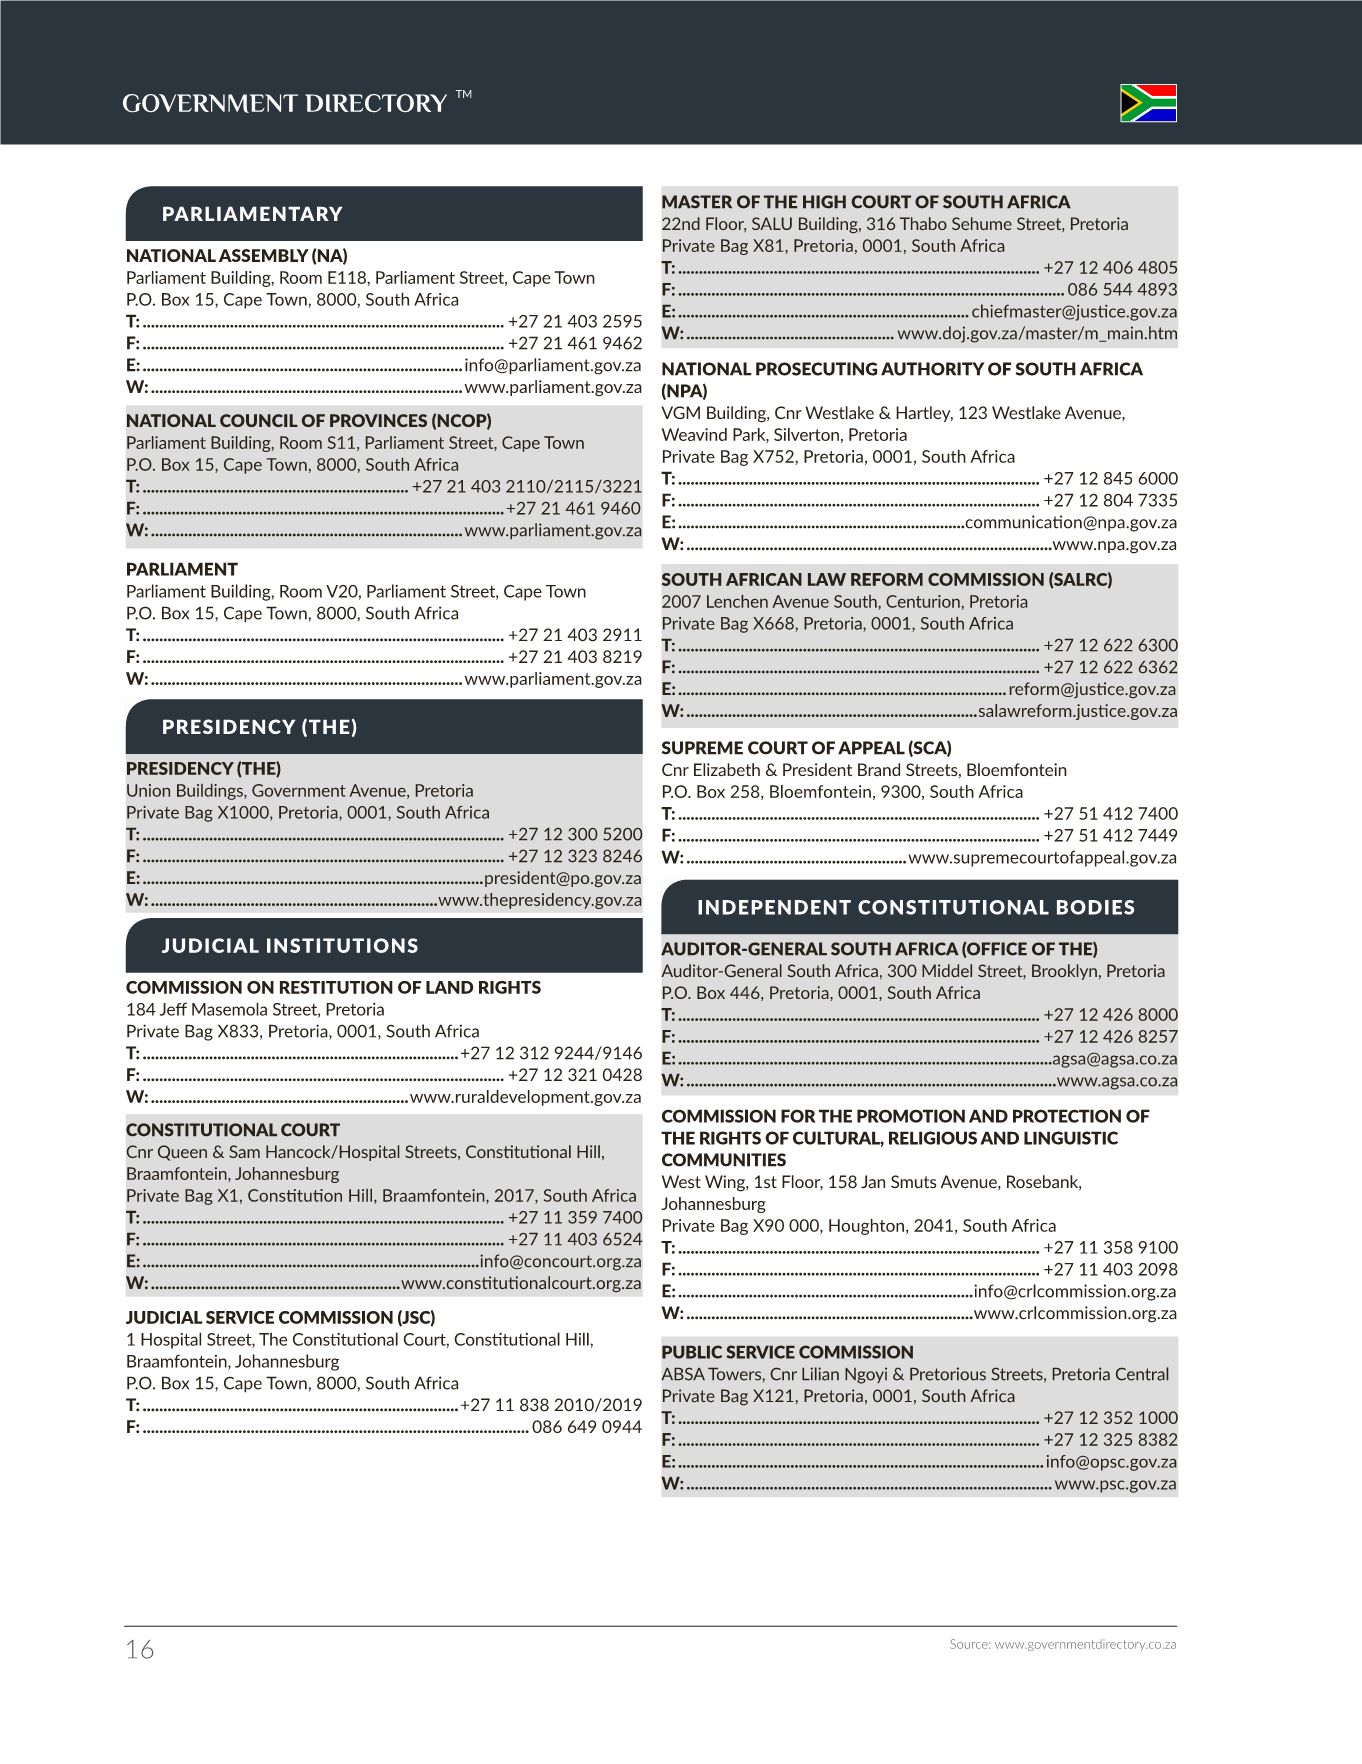 GOVERNMENT DIRECTORY ™
PARLIAMENTARY
NATIONAL ASSEMBLY (NA)
Parliament Building, Room E118, Parliament Street, Cape Town
P.O. Box 15, Cape Town, 8000, South Africa
T: ........ +27 21 403 2595
F: ........ +27 21 461 9462
E: ........ info@parliament.gov.za
W: ........ www.parliament.gov.za
NATIONAL COUNCIL OF PROVINCES (NCOP)
Parliament Building, Room S11, Parliament Street, Cape Town
P.O. Box 15, Cape Town, 8000, South Africa
T: ........ +27 21 403 2110/2115/3221
F: ........ +27 21 461 9460
W: ........ www.parliament.gov.za
PARLIAMENT
Parliament Building, Room V20, Parliament Street, Cape Town
P.O. Box 15, Cape Town, 8000, South Africa
T: ........ +27 21 403 2911
F: ........ +27 21 403 8219
W: ........ www.parliament.gov.za
PRESIDENCY (THE)
PRESIDENCY (THE)
Union Buildings, Government Avenue, Pretoria
Private Bag X1000, Pretoria, 0001, South Africa
T: ........ +27 12 300 5200
F: ........ +27 12 323 8246
E: ........ president@po.gov.za
W: ........ www.thepresidency.gov.za
JUDICIAL INSTITUTIONS
COMMISSION ON RESTITUTION OF LAND RIGHTS
184 Jeff Masemola Street, Pretoria
Private Bag X833, Pretoria, 0001, South Africa
T: ........ +27 12 312 9244/9146
F: ........ +27 12 321 0428
W: ........ www.ruraldevelopment.gov.za
CONSTITUTIONAL COURT
Cnr Queen & Sam Hancock/Hospital Streets, Constitutional Hill,
Braamfontein, Johannesburg
Private Bag X1, Constitution Hill, Braamfontein, 2017, South Africa
T: ........ +27 11 359 7400
F: ........ +27 11 403 6524
E: ........ info@concourt.org.za
W: ........ www.constitutionalcourt.org.za
JUDICIAL SERVICE COMMISSION (JSC)
1 Hospital Street, The Constitutional Court, Constitutional Hill,
Braamfontein, Johannesburg
P.O. Box 15, Cape Town, 8000, South Africa
T: ........ +27 11 838 2010/2019
F: ........ 086 649 0944
MASTER OF THE HIGH COURT OF SOUTH AFRICA
22nd Floor, SALU Building, 316 Thabo Sehume Street, Pretoria
Private Bag X81, Pretoria, 0001, South Africa
T: ........ +27 12 406 4805
F: ........ 086 544 4893
E: ........ chiefmaster@justice.gov.za
W: ........ www.doj.gov.za/master/m_main.htm
NATIONAL PROSECUTING AUTHORITY OF SOUTH AFRICA
(NPA)
VGM Building, Cnr Westlake & Hartley, 123 Westlake Avenue,
Weavind Park, Silverton, Pretoria
Private Bag X752, Pretoria, 0001, South Africa
T: ........ +27 12 845 6000
F: ........ +27 12 804 7335
E: ........ communication@npa.gov.za
W: ........ www.npa.gov.za
SOUTH AFRICAN LAW REFORM COMMISSION (SALRC)
2007 Lenchen Avenue South, Centurion, Pretoria
Private Bag X668, Pretoria, 0001, South Africa
T: ........ +27 12 622 6300
F: ........ +27 12 622 6362
E: ........ reform@justice.gov.za
W: ........ salawreform.justice.gov.za
SUPREME COURT OF APPEAL (SCA)
Cnr Elizabeth & President Brand Streets, Bloemfontein
P.O. Box 258, Bloemfontein, 9300, South Africa
T: ........ +27 51 412 7400
F: ........ +27 51 412 7449
W: ........ www.supremecourtofappeal.gov.za
INDEPENDENT CONSTITUTIONAL BODIES
AUDITOR-GENERAL SOUTH AFRICA (OFFICE OF THE)
Auditor-General South Africa, 300 Middel Street, Brooklyn, Pretoria
P.O. Box 446, Pretoria, 0001, South Africa
T: ........ +27 12 426 8000
F: ........ +27 12 426 8257
E: ........ agsa@agsa.co.za
W: ........ www.agsa.co.za
COMMISSION FOR THE PROMOTION AND PROTECTION OF
THE RIGHTS OF CULTURAL, RELIGIOUS AND LINGUISTIC
COMMUNITIES
West Wing, 1st Floor, 158 Jan Smuts Avenue, Rosebank,
Johannesburg
Private Bag X90 000, Houghton, 2041, South Africa
T: ........ +27 11 358 9100
F: ........ +27 11 403 2098
E: ........ info@crlcommission.org.za
W: ........ www.crlcommission.org.za
PUBLIC SERVICE COMMISSION
ABSA Towers, Cnr Lilian Ngoyi & Pretorious Streets, Pretoria Central
Private Bag X121, Pretoria, 0001, South Africa
T: ........ +27 12 352 1000
F: ........ +27 12 325 8382
E: ........ info@opsc.gov.za
W: ........ www.psc.gov.za
16
Source: www.governmentdirectory.co.za